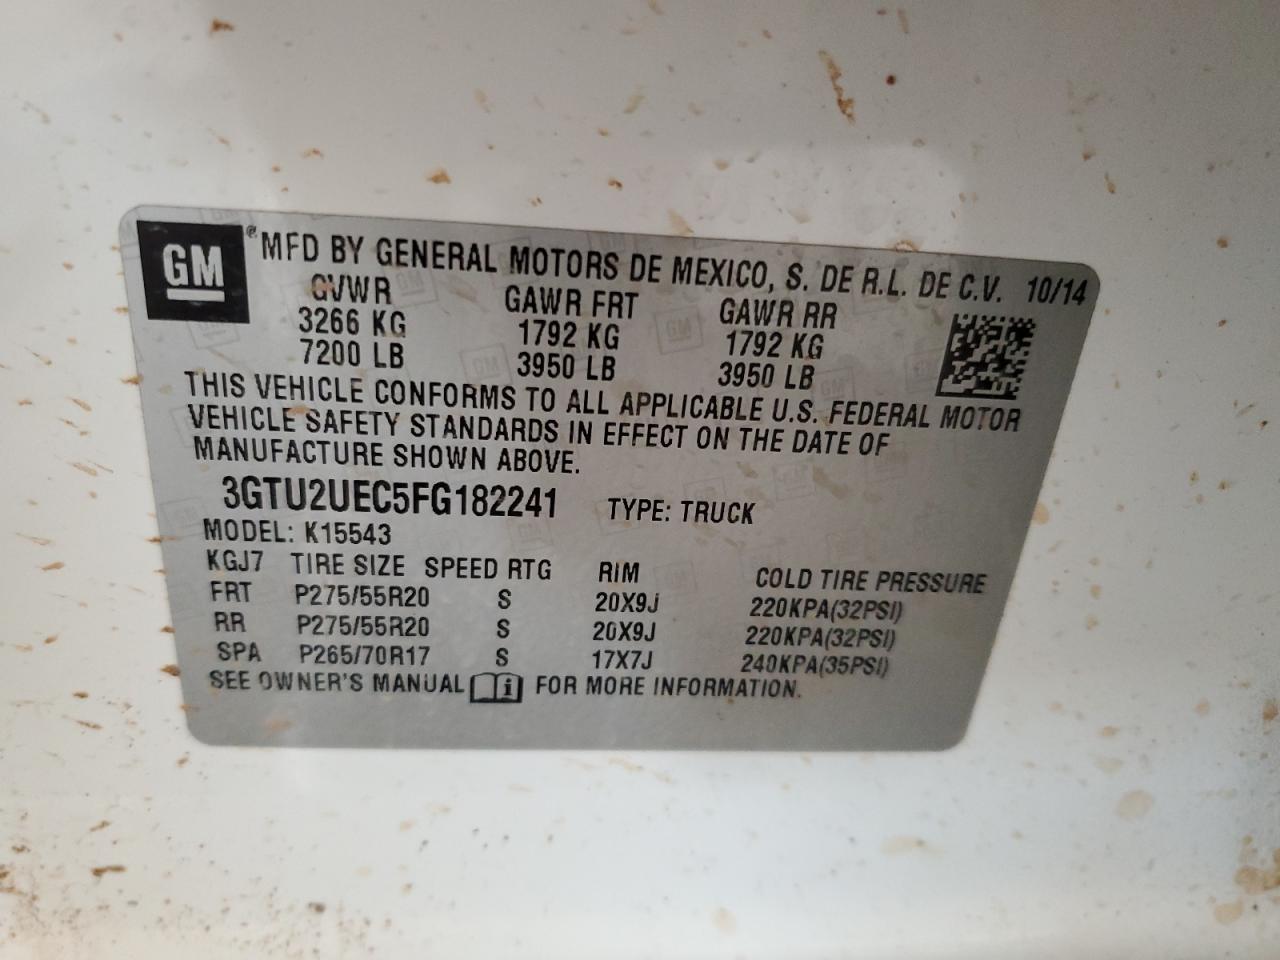 GM® MFD BY GENERAL MOTORS DE MEXICO, S. DE R.L. DE C.V. 10/14
GVWR GAWR FRT GAWR RR
3266 KG 1792 KG 1792 KG
7200 LB 3950 LB 3950 LB
THIS VEHICLE CONFORMS TO ALL APPLICABLE U.S. FEDERAL MOTOR
VEHICLE SAFETY STANDARDS IN EFFECT ON THE DATE OF
MANUFACTURE SHOWN ABOVE.
3GTU2UEC5FG182241 TYPE: TRUCK
MODEL: K15543
KGJ7 TIRE SIZE SPEED RTG RIM COLD TIRE PRESSURE
FRT P275/55R20 S 20X9J 220KPA(32PSI)
RR P275/55R20 S 20X9J 220KPA(32PSI)
SPA P265/70R17 S 17X7J 240KPA(35PSI)
SEE OWNER'S MANUAL i FOR MORE INFORMATION.